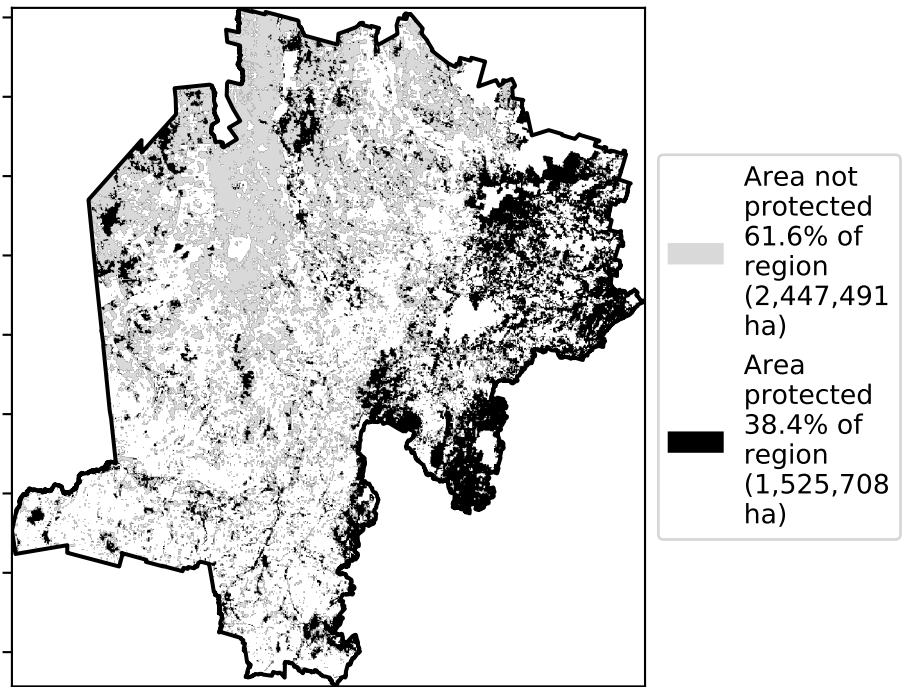 Area not
protected
61.6% of
region
(2,447,491
ha)
Area
protected
38.4% of
region
(1,525,708
ha)